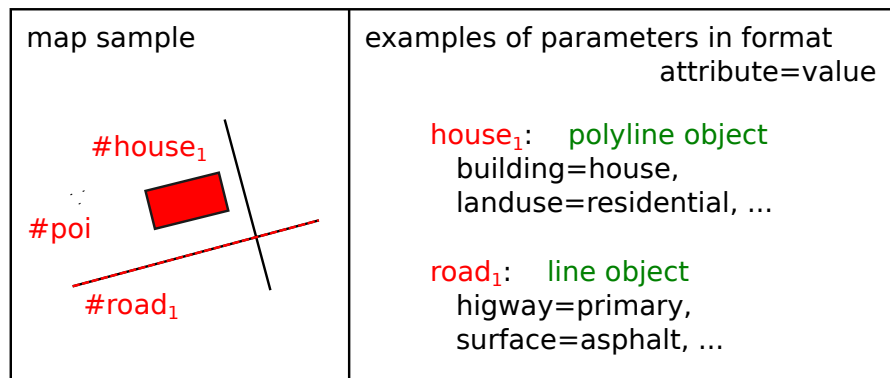 map sample
#house₁
#poi
#road₁
examples of parameters in format
attribute=value
house₁: polyline object
building=house,
landuse=residential, ...
road₁: line object
higway=primary,
surface=asphalt, ...